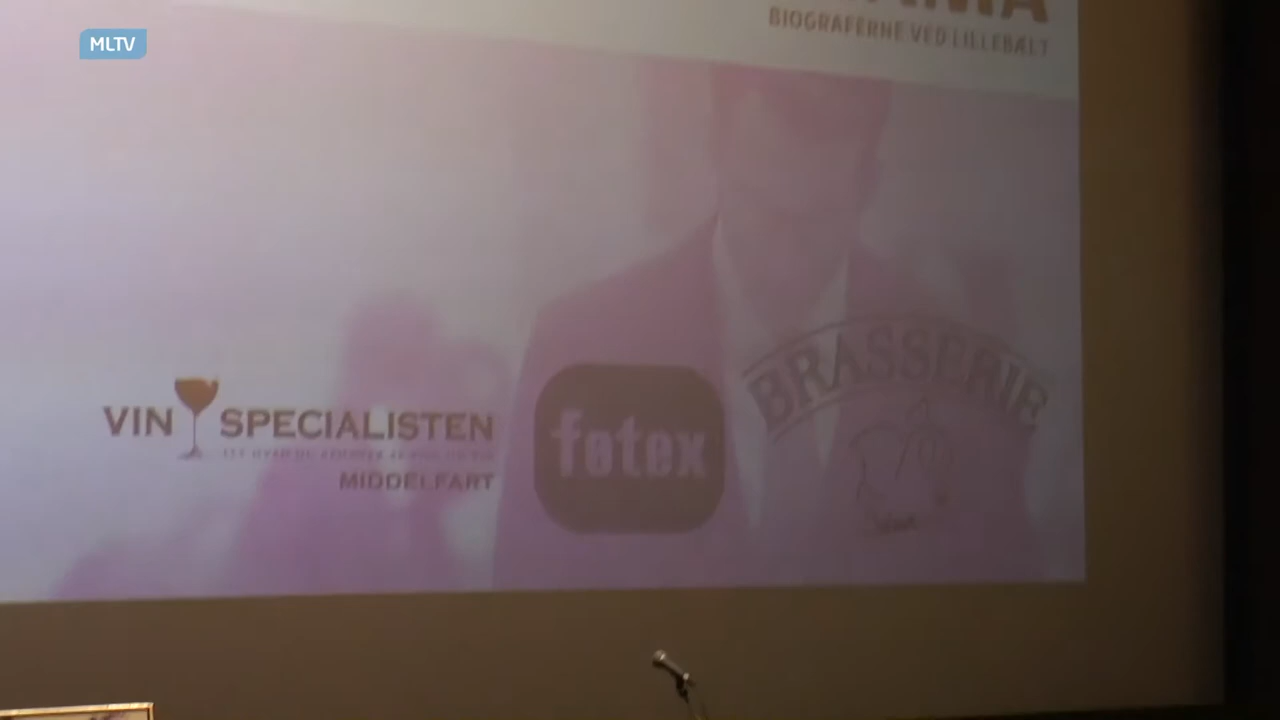 MLTV
BIOGRAFERNE VED LILLEBÆLT
VIN SPECIALISTEN
MIDDELFART
føtex
BRASSERIE